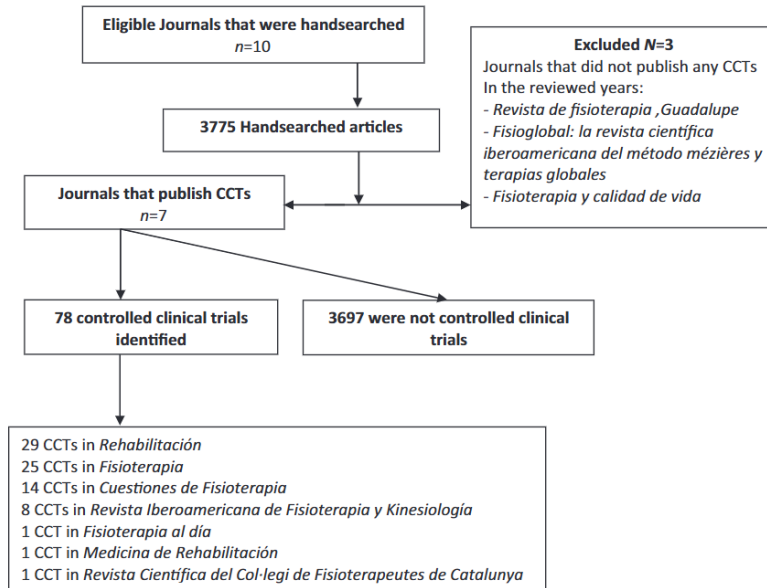 Eligible Journals that were handsearched
n=10
Excluded N=3
Journals that did not publish any CCTs
In the reviewed years:
- Revista de fisioterapia ,Guadalupe
- Fisioglobal: la revista científica
iberoamericana del método mézières y
terapias globales
- Fisioterapia y calidad de vida
3775 Handsearched articles
Journals that publish CCTs
n=7
78 controlled clinical trials
identified
3697 were not controlled clinical
trials
29 CCTs in Rehabilitación
25 CCTs in Fisioterapia
14 CCTs in Cuestiones de Fisioterapia
8 CCTs in Revista Iberoamericana de Fisioterapia y Kinesiología
1 CCT in Fisioterapia al día
1 CCT in Medicina de Rehabilitación
1 CCT in Revista Científica del Col·legi de Fisioterapeutes de Catalunya